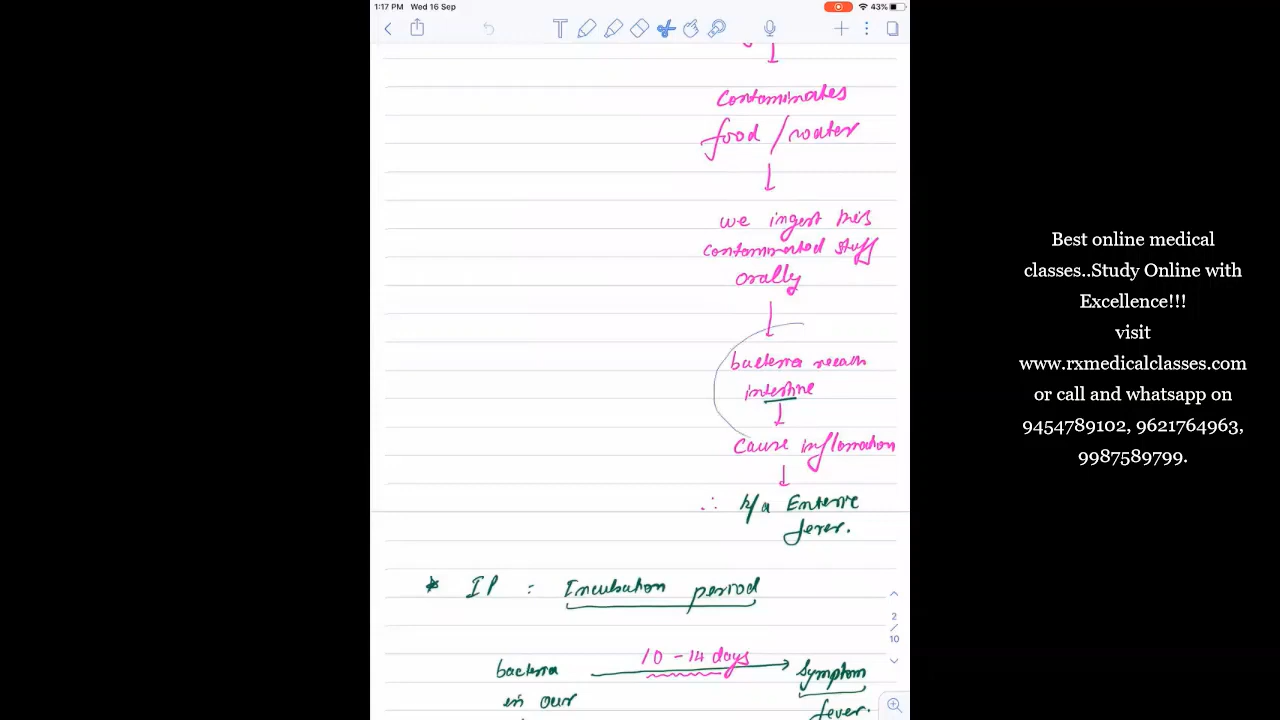 1:17 PM Wed 16 Sep
43%
T
Contaminates
food / water
we ingest this
contaminated stuff
orally
bacteria reach
intestine
Cause inflamation
∴ k/a Enteric
fever.
* IP : Incubation period
2
/
10
bacteria 10 - 14 days Symptom
in our fever.
Best online medical
classes..Study Online with
Excellence!!!
visit
www.rxmedicalclasses.com
or call and whatsapp on
9454789102, 9621764963,
9987589799.